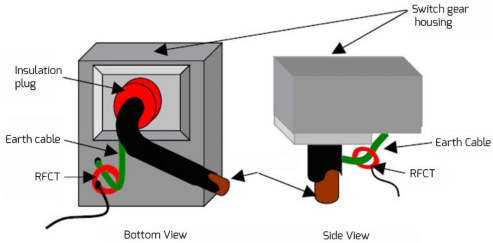 Switch gear
housing
Insulation
plug
Earth cable
RFCT
Earth Cable
RFCT
Bottom View
Side View